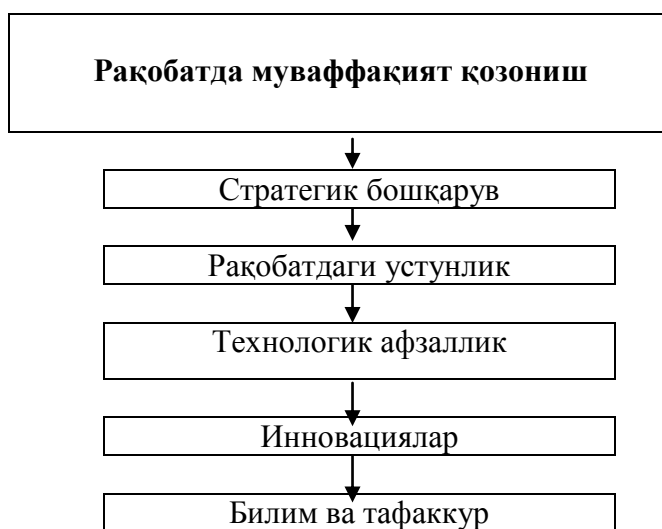 Рақобатда муваффақият қозониш
Стратегик бошқарув
Рақобатдаги устунлик
Технологик афзаллик
Инновациялар
Билим ва тафаккур